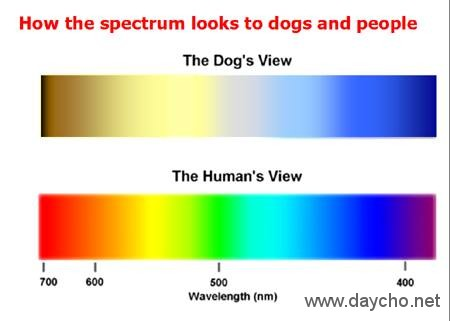 How the spectrum looks to dogs and people
The Dog's View
The Human's View
700 600 500 400
Wavelength (nm)
www.daycho.net